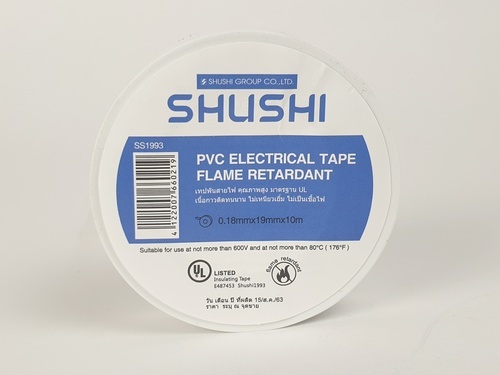 SHUSHI GROUP CO.,LTD.
SHUSHI
SS1993
4122007660219
PVC ELECTRICAL TAPE
FLAME RETARDANT
เทปพันสายไฟ คุณภาพสูง มาตรฐาน UL
เนื้อกาวติดทนนาน ไม่เหนียวเยิ้ม ไม่เป็นเชื้อไฟ
0.18mmx19mmx10m
Suitable for use at not more than 600V and at not more than 80°C ( 176°F )
UL LISTED
Insulating Tape
E487453 Shushi1993
flame retardant
วัน เดือน ปี ที่ผลิต 15/ส.ค./63
ราคา ระบุ ณ จุดขาย